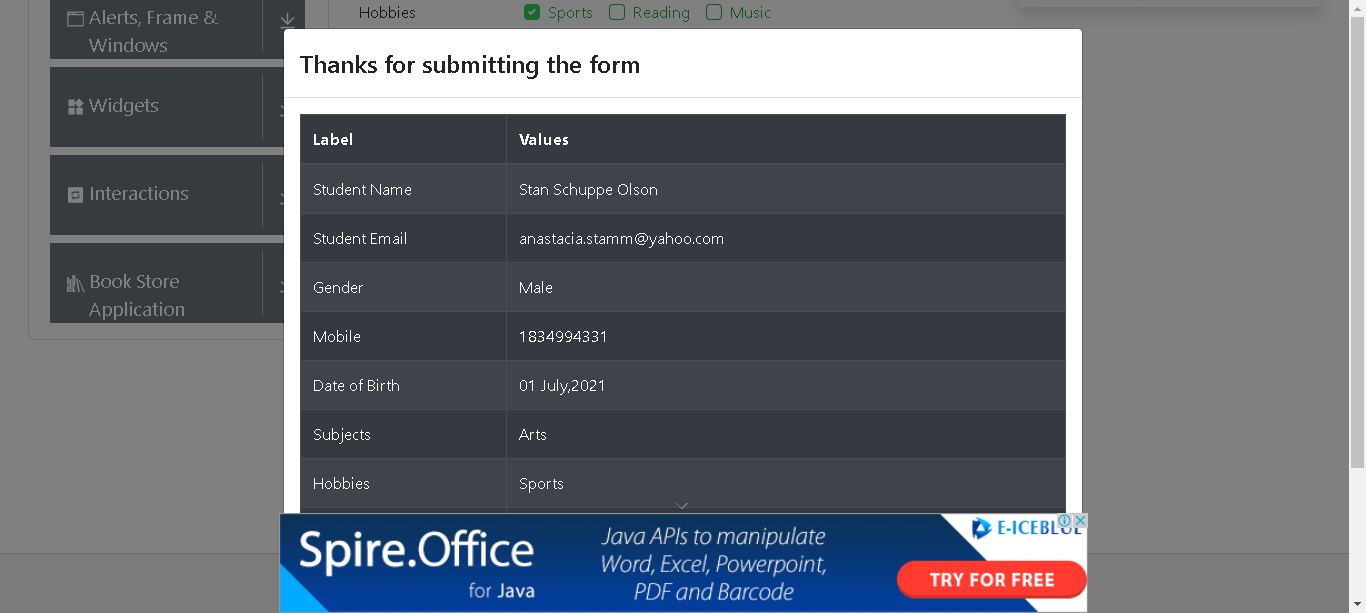 Alerts, Frame &
Windows
Hobbies
Sports
Reading
Music
Thanks for submitting the form
Widgets
Label Values
Student Name Stan Schuppe Olson
Interactions
Student Email anastacia.stamm@yahoo.com
Gender Male
Book Store
Application
Mobile 1834994331
Date of Birth 01 July,2021
Subjects Arts
Hobbies Sports
Spire.Office
for Java
Java APIs to manipulate
Word, Excel, Powerpoint,
PDF and Barcode
E-ICEBLUE
TRY FOR FREE